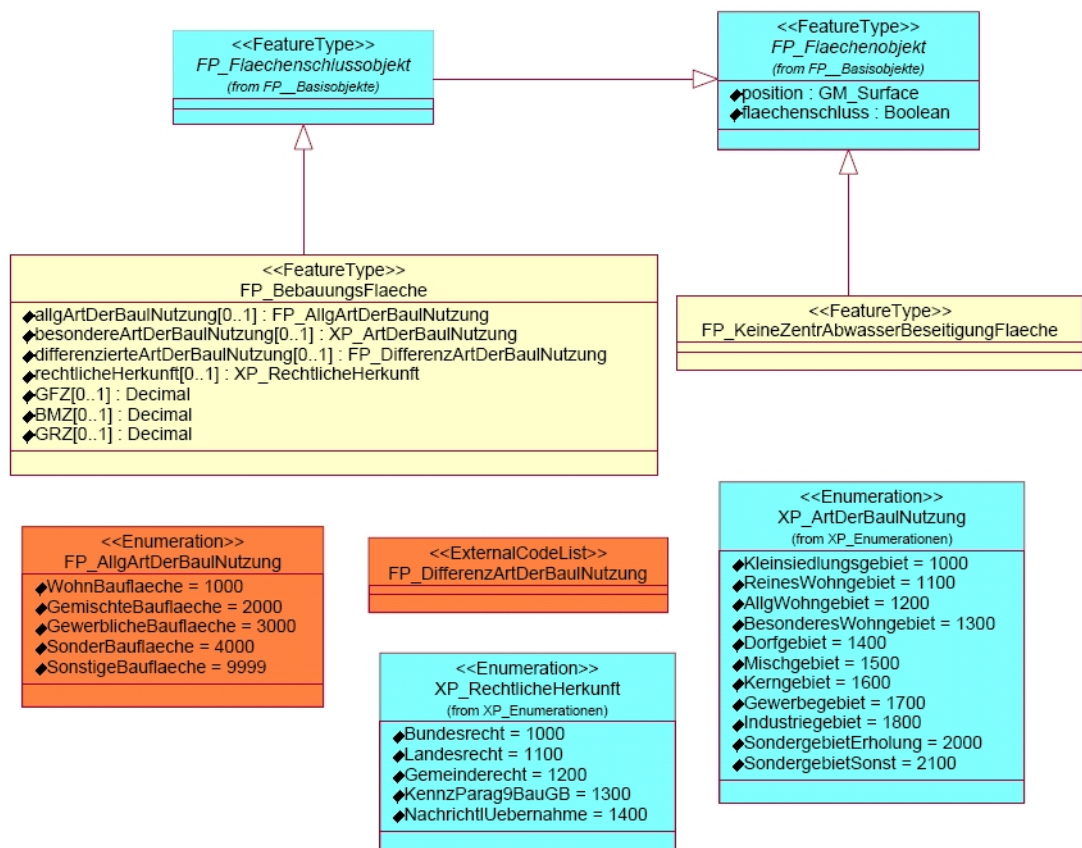 <<FeatureType>>
FP_Flaechenschlussobjekt
(from FP__Basisobjekte)
<<FeatureType>>
FP_Flaechenobjekt
(from FP__Basisobjekte)
position : GM_Surface
flaechenschluss : Boolean
<<FeatureType>>
FP_BebauungsFlaeche
allgArtDerBaulNutzung[0..1] : FP_AllgArtDerBaulNutzung
besondereArtDerBaulNutzung[0..1] : XP_ArtDerBaulNutzung
differenzierteArtDerBaulNutzung[0..1] : FP_DifferenzArtDerBaulNutzung
rechtlicheHerkunft[0..1] : XP_RechtlicheHerkunft
GFZ[0..1] : Decimal
BMZ[0..1] : Decimal
GRZ[0..1] : Decimal
<<FeatureType>>
FP_KeineZentrAbwasserBeseitigungFlaeche
<<Enumeration>>
FP_AllgArtDerBaulNutzung
WohnBauflaeche = 1000
GemischteBauflaeche = 2000
GewerblicheBauflaeche = 3000
SonderBauflaeche = 4000
SonstigeBauflaeche = 9999
<<ExternalCodeList>>
FP_DifferenzArtDerBaulNutzung
<<Enumeration>>
XP_RechtlicheHerkunft
(from XP_Enumerationen)
Bundesrecht = 1000
Landesrecht = 1100
Gemeinderecht = 1200
KennzParag9BauGB = 1300
NachrichtlUebernahme = 1400
<<Enumeration>>
XP_ArtDerBaulNutzung
(from XP_Enumerationen)
Kleinsiedlungsgebiet = 1000
ReinesWohngebiet = 1100
AllgWohngebiet = 1200
BesonderesWohngebiet = 1300
Dorfgebiet = 1400
Mischgebiet = 1500
Kerngebiet = 1600
Gewerbegebiet = 1700
Industriegebiet = 1800
SondergebietErholung = 2000
SondergebietSonst = 2100